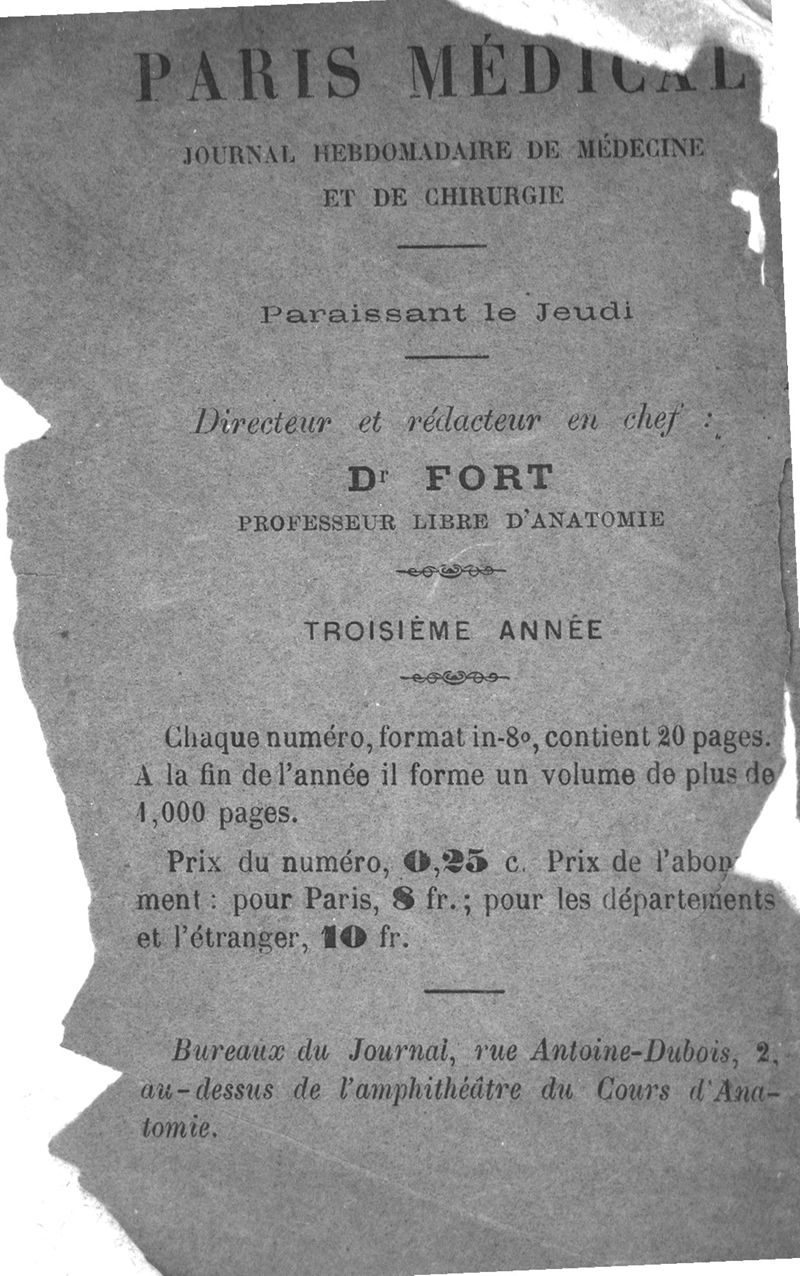 PARIS MÉDICAL
JOURNAL HEBDOMADAIRE DE MÉDECINE
ET DE CHIRURGIE
Paraissant le Jeudi
Directeur et rédacteur en chef :
Dr FORT
PROFESSEUR LIBRE D'ANATOMIE
TROISIÈME ANNÉE
Chaque numéro, format in-8o, contient 20 pages.
A la fin de l'année il forme un volume de plus de
1,000 pages.
Prix du numéro, 0,25 c. Prix de l'abon
ment : pour Paris, 8 fr. ; pour les départements
et l'étranger, 10 fr.
Bureaux du Journal, rue Antoine-Dubois, 2,
au-dessus de l'amphithéâtre du Cours d'Ana-
tomie.